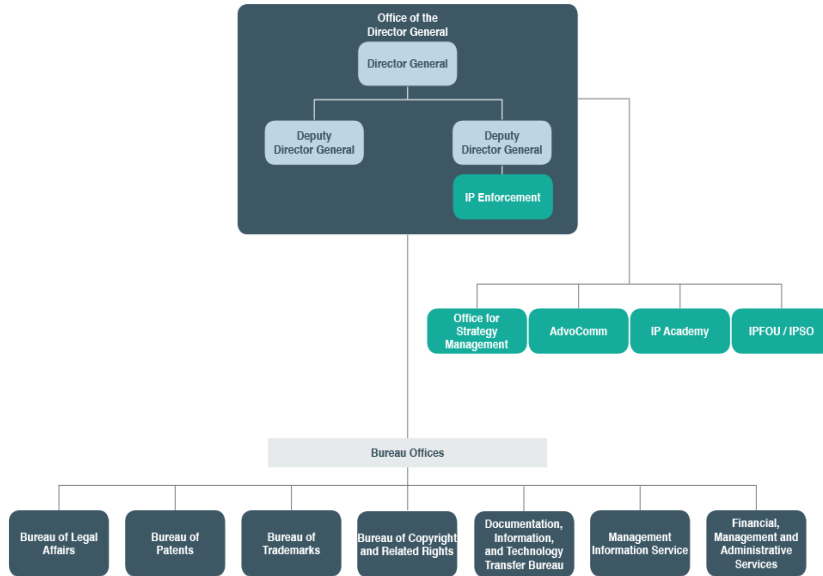 Office of the
Director General
Director General
Deputy
Director General
Deputy
Director General
IP Enforcement
Office for
Strategy
Management
AdvoComm
IP Academy
IPFOU / IPSO
Bureau Offices
Bureau of Legal
Affairs
Bureau of
Patents
Bureau of
Trademarks
Bureau of Copyright
and Related Rights
Documentation,
Information,
and Technology
Transfer Bureau
Management
Information Service
Financial,
Management and
Administrative
Services